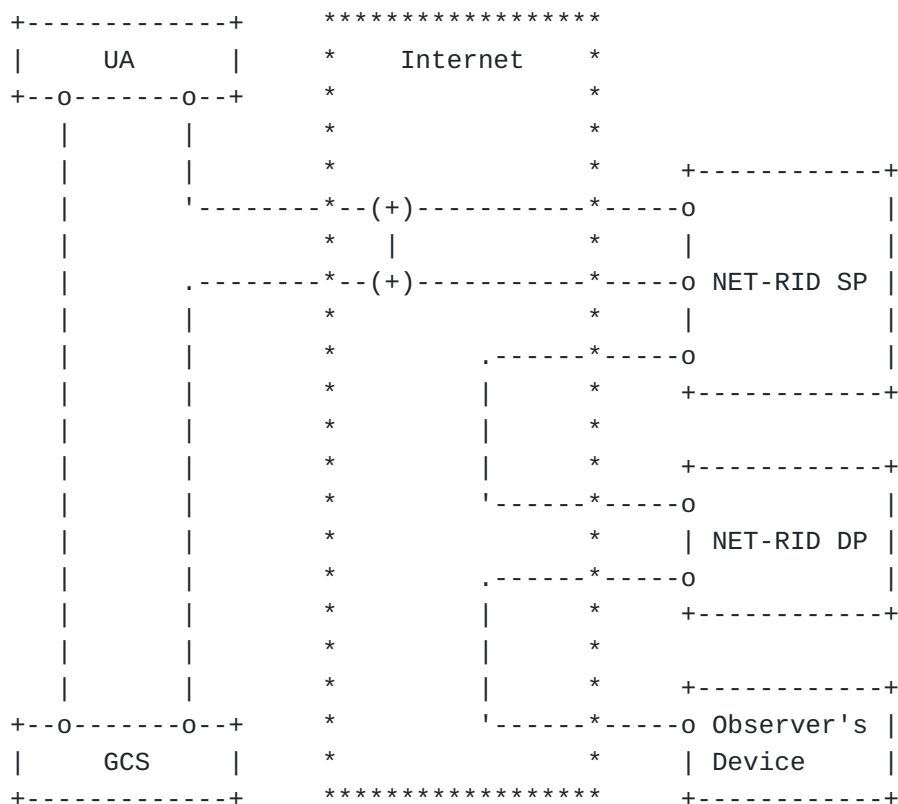 UA Internet
NET-RID SP
NET-RID DP
Observer's
GCS Device